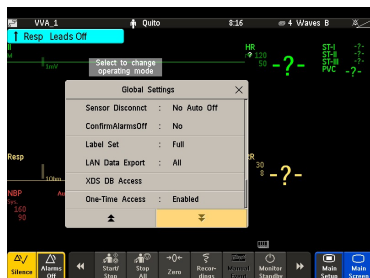 VVA_1 Quito 8:16 4 Waves B
! Resp Leads Off
II
M
1mV
Select to change
operating mode
HR
120
50
-?-
ST-I -?-
ST-II -?-
ST-III -?-
PVC -?-
Global Settings
Sensor Disconnct : No Auto Off
ConfirmAlarmsOff : No
Label Set : Full
LAN Data Export : All
XDS DB Access
One-Time Access : Enabled
Resp
1Ohm
RR
30
8
-?-
NBP
Sys.
160
90
Silence
Alarms
Off
Start/
Stop
Stop
All
Zero
Recor-
dings
Monitor
Standby
Main
Setup
Main
Screen